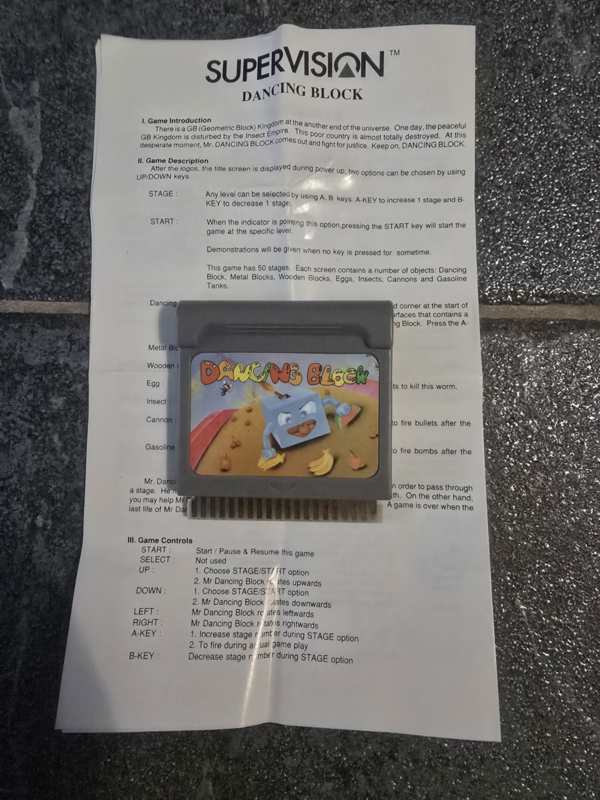 SUPERVISION™
DANCING BLOCK
I. Game Introduction
There is a GB (Geometric Block) Kingdom at the another end of the universe. One day, the peaceful
GB Kingdom is disturbed by the Insect Empire. This poor country is almost totally destroyed. At this
desperate moment, Mr. DANCING BLOCK comes out and fight for justice. Keep on, DANCING BLOCK.
II. Game Description
After the logos, the title screen is displayed during power up, two options can be chosen by using
UP/DOWN keys.
STAGE : Any level can be selected by using A, B keys. A-KEY to increase 1 stage and B-
KEY to decrease 1 stage.
START : When the indicator is pointing this option,pressing the START key will start the
game at the specific level.
Demonstrations will be given when no key is pressed for sometime.
This game has 50 stages. Each screen contains a number of objects: Dancing
Block, Metal Blocks, Wooden Blocks, Eggs, Insects, Cannons and Gasoline
Tanks.
Dancing d corner at the start of
rfaces that contains a
ng Block. Press the A-
Metal Blo
Wooden
Egg ts to kill this worm.
Insect
Cannon to fire bullets after the
Gasoline to fire bombs after the
DANCING BLOCK
Mr. Danci n order to pass through
a stage. He th. On the other hand,
you may help Mr A game is over when the
last life of Mr Da
III. Game Controls
START : Start / Pause & Resume this game
SELECT : Not used
UP : 1. Choose STAGE/START option
2. Mr Dancing Block rotates upwards
DOWN : 1. Choose STAGE/START option
2. Mr Dancing Block rotates downwards
LEFT : Mr Dancing Block rotates leftwards
RIGHT : Mr Dancing Block rotates rightwards
A-KEY : 1. Increase stage number during STAGE option
2. To fire during actual game play
B-KEY : Decrease stage number during STAGE option